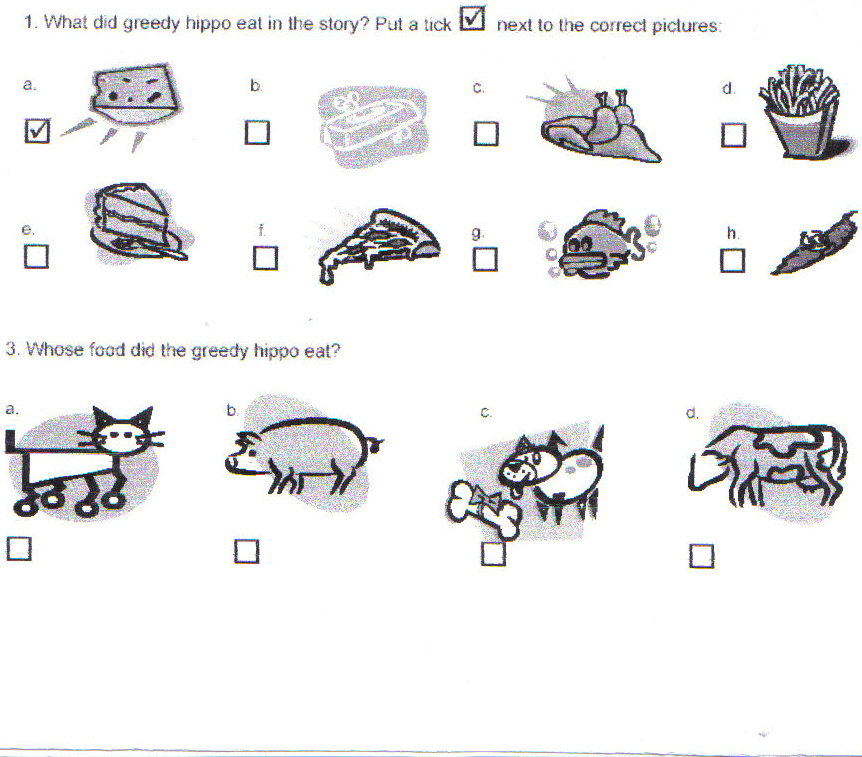 1. What did greedy hippo eat in the story? Put a tick ☑ next to the correct pictures:
a. b. c. d.
e. f. g. h.
3. Whose food did the greedy hippo eat?
a. b. c. d.